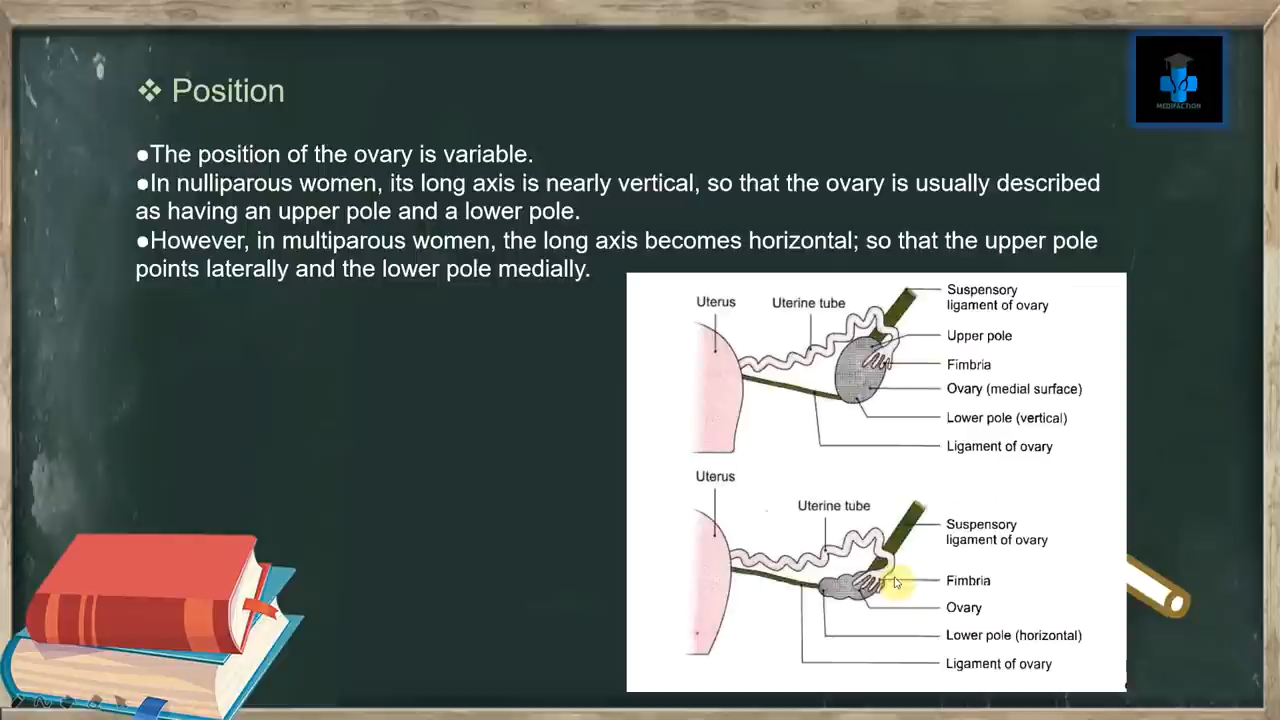 ❖ Position
MEDIFACTION
●The position of the ovary is variable.
●In nulliparous women, its long axis is nearly vertical, so that the ovary is usually described
as having an upper pole and a lower pole.
●However, in multiparous women, the long axis becomes horizontal; so that the upper pole
points laterally and the lower pole medially.
Uterus
Uterine tube
Suspensory
ligament of ovary
Upper pole
Fimbria
Ovary (medial surface)
Lower pole (vertical)
Ligament of ovary
Uterus
Uterine tube
Suspensory
ligament of ovary
Fimbria
Ovary
Lower pole (horizontal)
Ligament of ovary